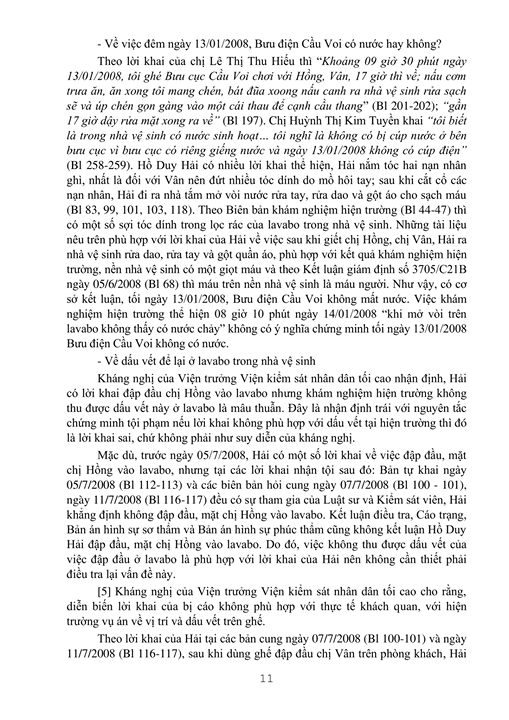 - Về việc đêm ngày 13/01/2008, Bưu điện Cầu Voi có nước hay không?
Theo lời khai của chị Lê Thị Thu Hiếu thì “Khoảng 09 giờ 30 phút ngày
13/01/2008, tôi ghé Bưu cục Cầu Voi chơi với Hồng, Vân, 17 giờ thì về; nấu cơm
trưa ăn, ăn xong tôi mang chén, bát đũa xoong nấu canh ra nhà vệ sinh rửa sạch
sẽ và úp chén gọn gàng vào một cái thau để cạnh cầu thang” (Bl 201-202); “gần
17 giờ dậy rửa mặt xong ra về” (Bl 197). Chị Huỳnh Thị Kim Tuyền khai “tôi biết
là trong nhà vệ sinh có nước sinh hoạt… tôi nghĩ là không có bị cúp nước ở bên
bưu cục vì bưu cục có riêng giếng nước và ngày 13/01/2008 không có cúp điện”
(Bl 258-259). Hồ Duy Hải có nhiều lời khai thể hiện, Hải nắm tóc hai nạn nhân
ghì, nhất là đối với Vân nên đứt nhiều tóc dính do mồ hôi tay; sau khi cắt cổ các
nạn nhân, Hải đi ra nhà tắm mở vòi nước rửa tay, rửa dao và gột áo cho sạch máu
(Bl 83, 99, 101, 103, 118). Theo Biên bản khám nghiệm hiện trường (Bl 44-47) thì
có một số sợi tóc dính trong lọc rác của lavabo trong nhà vệ sinh. Những tài liệu
nêu trên phù hợp với lời khai của Hải về việc sau khi giết chị Hồng, chị Vân, Hải ra
nhà vệ sinh rửa dao, rửa tay và gột quần áo, phù hợp với kết quả khám nghiệm hiện
trường, nền nhà vệ sinh có một giọt máu và theo Kết luận giám định số 3705/C21B
ngày 05/6/2008 (Bl 68) thì máu trên nền nhà vệ sinh là máu người. Như vậy, có cơ
sở kết luận, tối ngày 13/01/2008, Bưu điện Cầu Voi không mất nước. Việc khám
nghiệm hiện trường thể hiện 08 giờ 10 phút ngày 14/01/2008 “khi mở vòi trên
lavabo không thấy có nước chảy” không có ý nghĩa chứng minh tối ngày 13/01/2008
Bưu điện Cầu Voi không có nước.
- Về dấu vết để lại ở lavabo trong nhà vệ sinh
Kháng nghị của Viện trưởng Viện kiểm sát nhân dân tối cao nhận định, Hải
có lời khai đập đầu chị Hồng vào lavabo nhưng khám nghiệm hiện trường không
thu được dấu vết này ở lavabo là mâu thuẫn. Đây là nhận định trái với nguyên tắc
chứng minh tội phạm nếu lời khai không phù hợp với dấu vết tại hiện trường thì đó
là lời khai sai, chứ không phải như suy diễn của kháng nghị.
Mặc dù, trước ngày 05/7/2008, Hải có một số lời khai về việc đập đầu, mặt
chị Hồng vào lavabo, nhưng tại các lời khai nhận tội sau đó: Bản tự khai ngày
05/7/2008 (Bl 112-113) và các biên bản hỏi cung ngày 07/7/2008 (Bl 100 - 101),
ngày 11/7/2008 (Bl 116-117) đều có sự tham gia của Luật sư và Kiểm sát viên, Hải
khẳng định không đập đầu, mặt chị Hồng vào lavabo. Kết luận điều tra, Cáo trạng,
Bản án hình sự sơ thẩm và Bản án hình sự phúc thẩm cũng không kết luận Hồ Duy
Hải đập đầu, mặt chị Hồng vào lavabo. Do đó, việc không thu được dấu vết của
việc đập đầu ở lavabo là phù hợp với lời khai của Hải nên không cần thiết phải
điều tra lại vấn đề này.
[5] Kháng nghị của Viện trưởng Viện kiểm sát nhân dân tối cao cho rằng,
diễn biến lời khai của bị cáo không phù hợp với thực tế khách quan, với hiện
trường vụ án về vị trí và dấu vết trên ghế.
Theo lời khai của Hải tại các bản cung ngày 07/7/2008 (Bl 100-101) và ngày
11/7/2008 (Bl 116-117), sau khi dùng ghế đập đầu chị Vân trên phòng khách, Hải
11